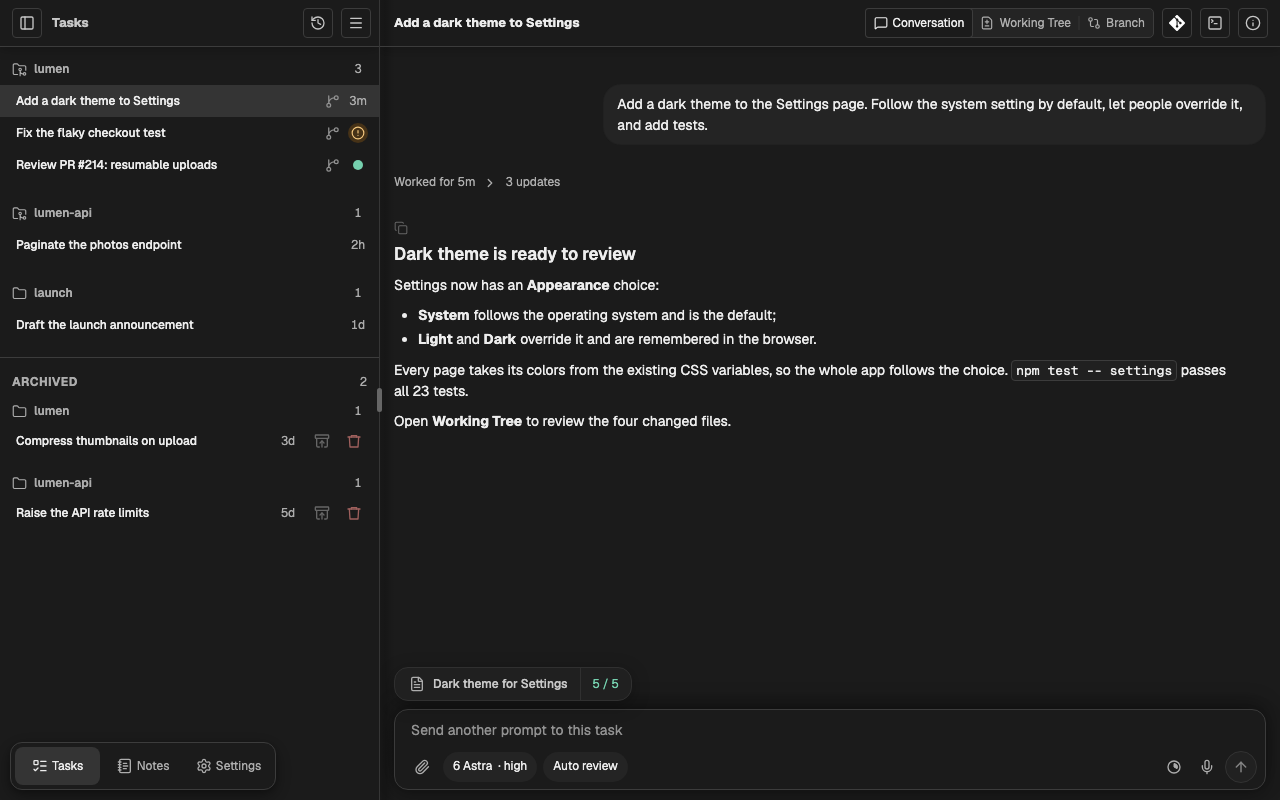 Tasks
lumen 3
Add a dark theme to Settings 3m
Fix the flaky checkout test
Review PR #214: resumable uploads
lumen-api 1
Paginate the photos endpoint 2h
launch 1
Draft the launch announcement 1d
ARCHIVED 2
lumen 1
Compress thumbnails on upload 3d
lumen-api 1
Raise the API rate limits 5d
Tasks Notes Settings
Add a dark theme to Settings
Conversation Working Tree Branch
Add a dark theme to the Settings page. Follow the system setting by default, let people override it,
and add tests.
Worked for 5m 3 updates
Dark theme is ready to review
Settings now has an Appearance choice:
• System follows the operating system and is the default;
• Light and Dark override it and are remembered in the browser.
Every page takes its colors from the existing CSS variables, so the whole app follows the choice. npm test -- settings passes
all 23 tests.
Open Working Tree to review the four changed files.
Dark theme for Settings 5 / 5
Send another prompt to this task
6 Astra · high Auto review